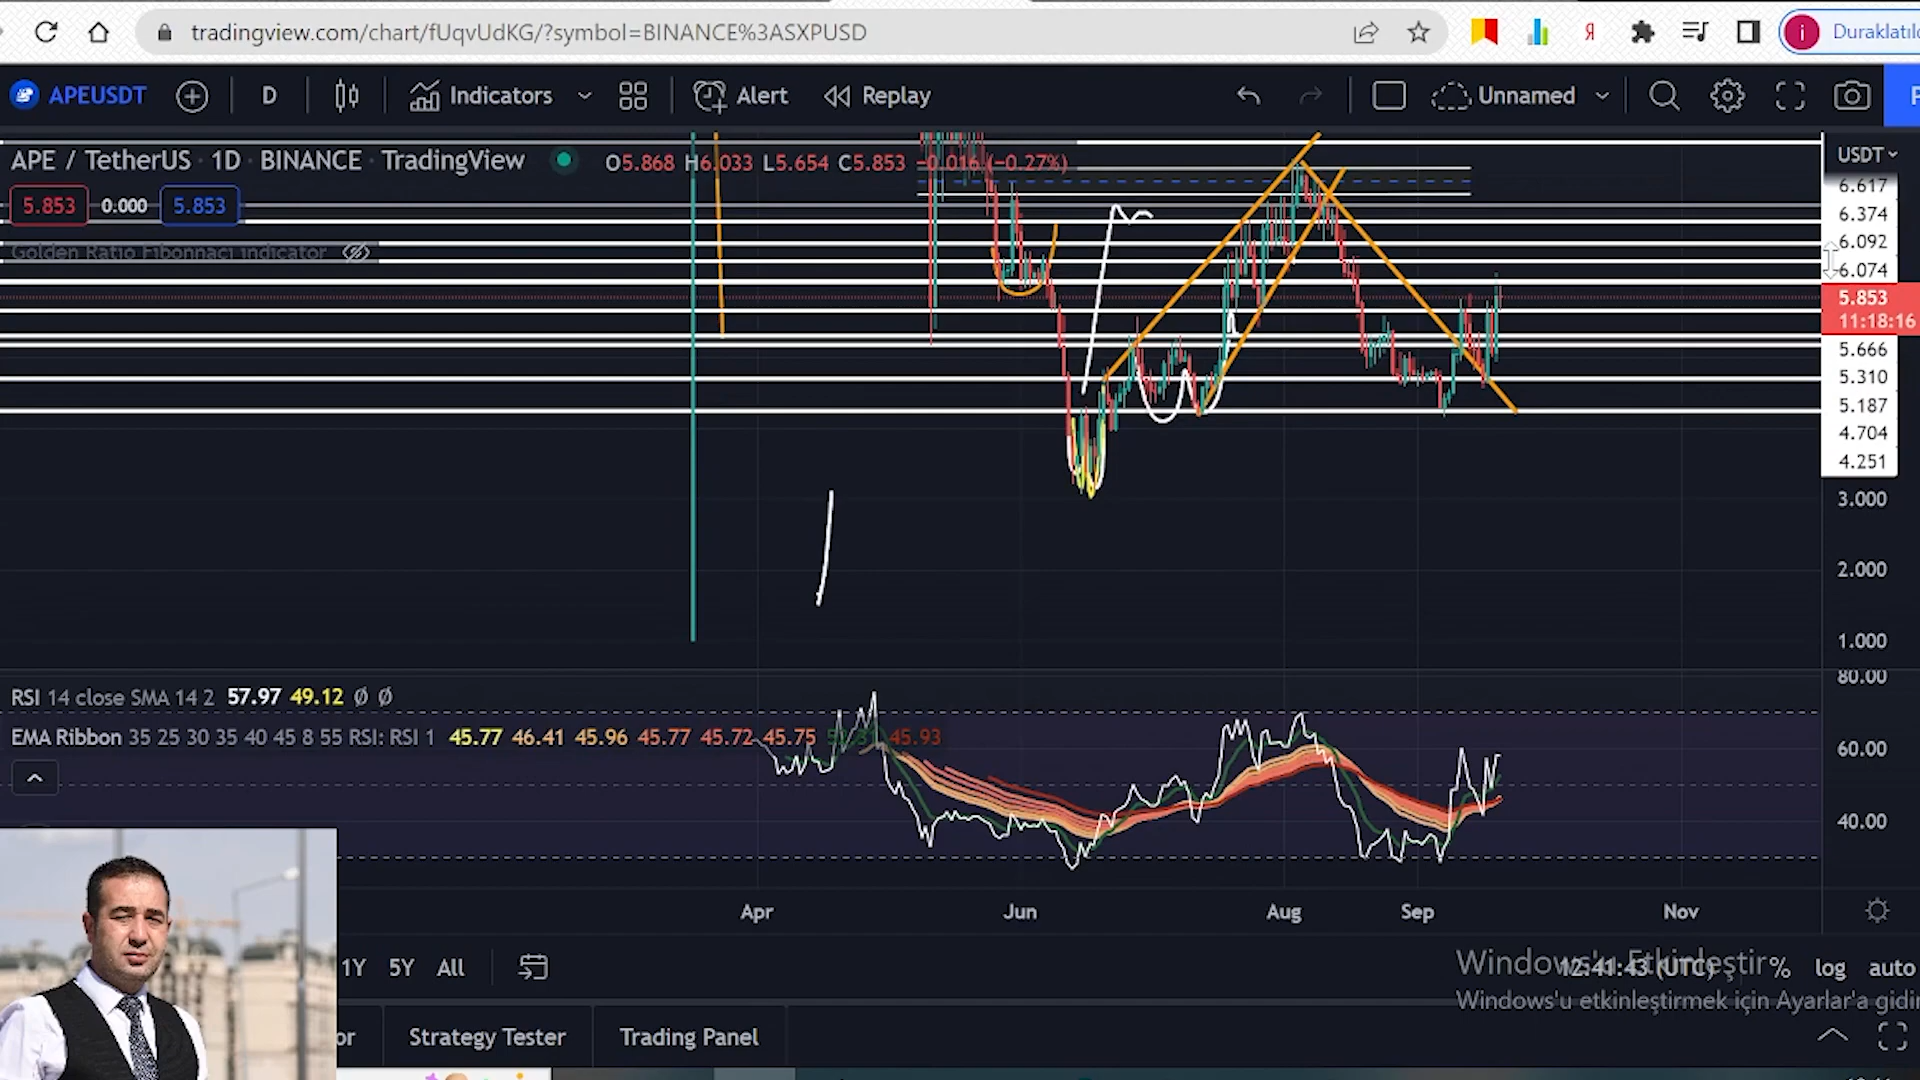 tradingview.com/chart/fUqvUdKG/?symbol=BINANCE%3ASXPUSD
Я
i
Duraklatıld
APEUSDT
D
Indicators
Alert
Replay
Unnamed
APE / TetherUS · 1D · BINANCE · TradingView
O5.868 H6.033 L5.654 C5.853 −0.016 (−0.27%)
USDT
5.853
0.000
5.853
Golden Ratio Fibonnaci Indicator
6.617
6.374
6.092
6.074
5.853
11:18:16
5.666
5.310
5.187
4.704
4.251
3.000
2.000
1.000
RSI 14 close SMA 14 2 57.97 49.12 Ø Ø
EMA Ribbon 35 25 30 35 40 45 8 55 RSI: RSI 1 45.77 46.41 45.96 45.77 45.72 45.75 45.93
80.00
60.00
40.00
Apr
Jun
Aug
Sep
Nov
1Y
5Y
All
12:41:43 (UTC)
%
log
auto
Windows'u Etkinleştir
Windows'u etkinleştirmek için Ayarlar'a gidi
or
Strategy Tester
Trading Panel